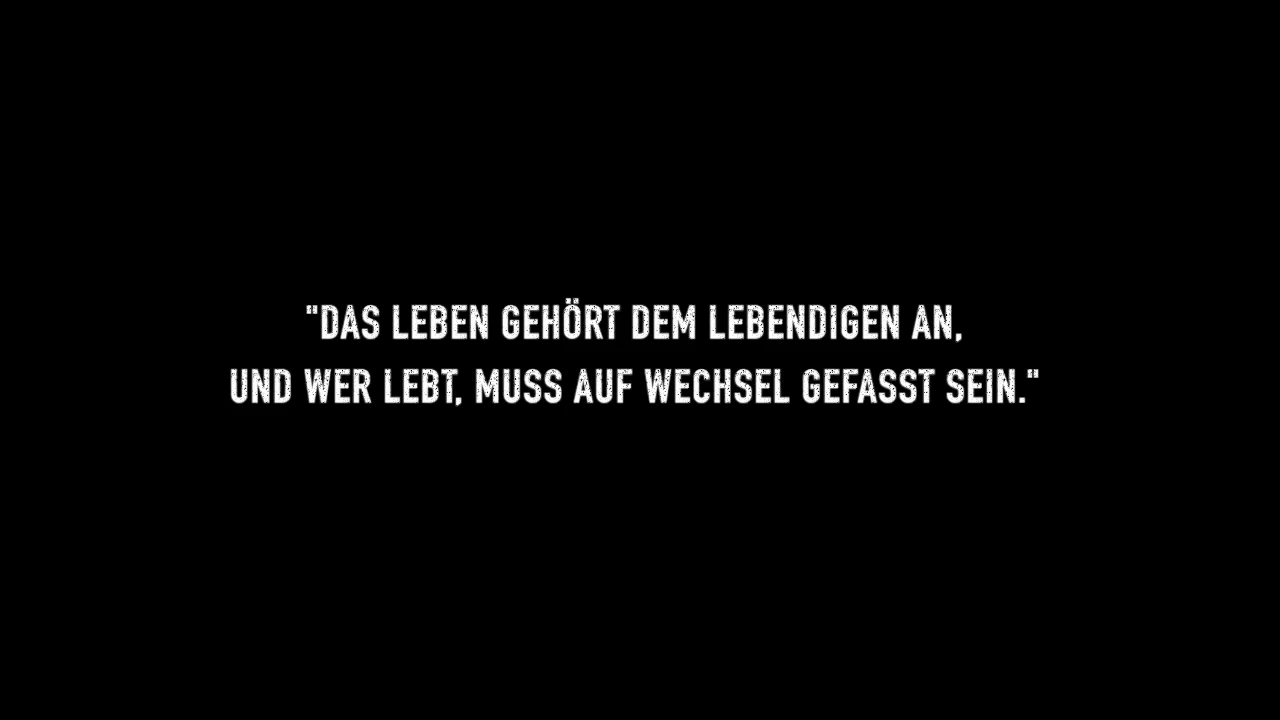 "DAS LEBEN GEHÖRT DEM LEBENDIGEN AN,
UND WER LEBT, MUSS AUF WECHSEL GEFASST SEIN."